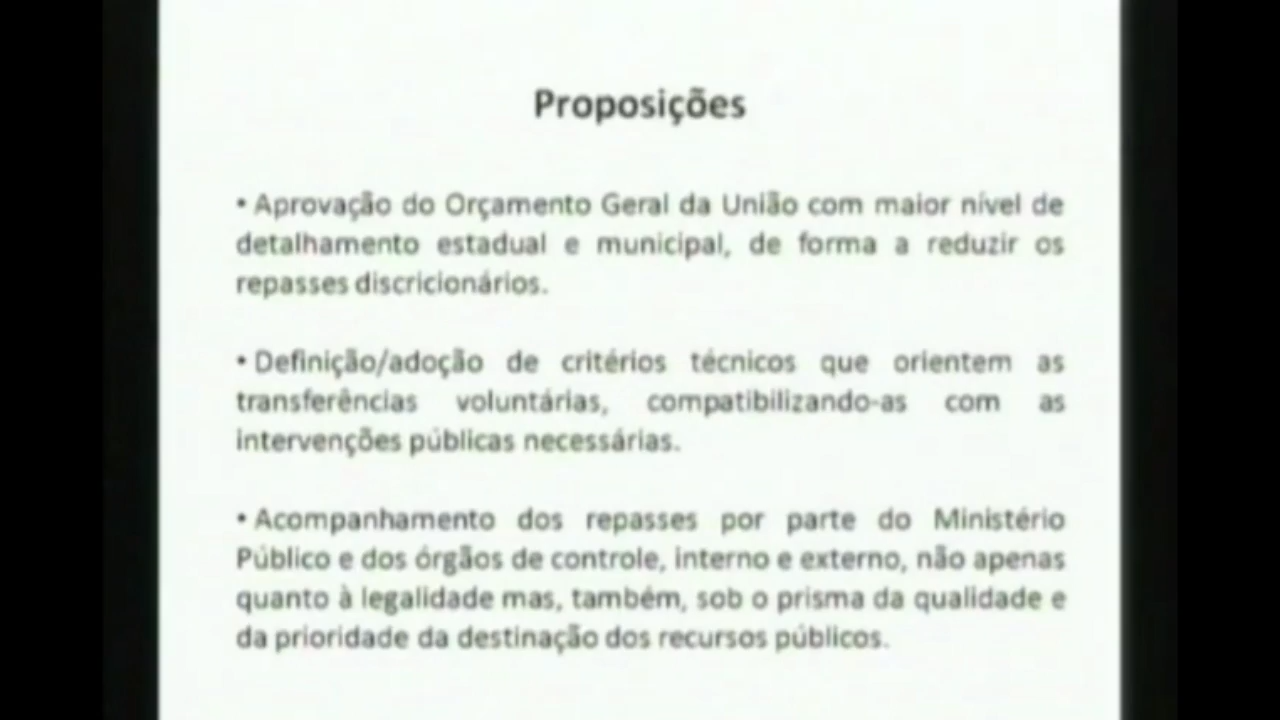 Proposições
• Aprovação do Orçamento Geral da União com maior nível de
detalhamento estadual e municipal, de forma a reduzir os
repasses discricionários.
• Definição/adoção de critérios técnicos que orientem as
transferências voluntárias, compatibilizando-as com as
intervenções públicas necessárias.
• Acompanhamento dos repasses por parte do Ministério
Público e dos órgãos de controle, interno e externo, não apenas
quanto à legalidade mas, também, sob o prisma da qualidade e
da prioridade da destinação dos recursos públicos.